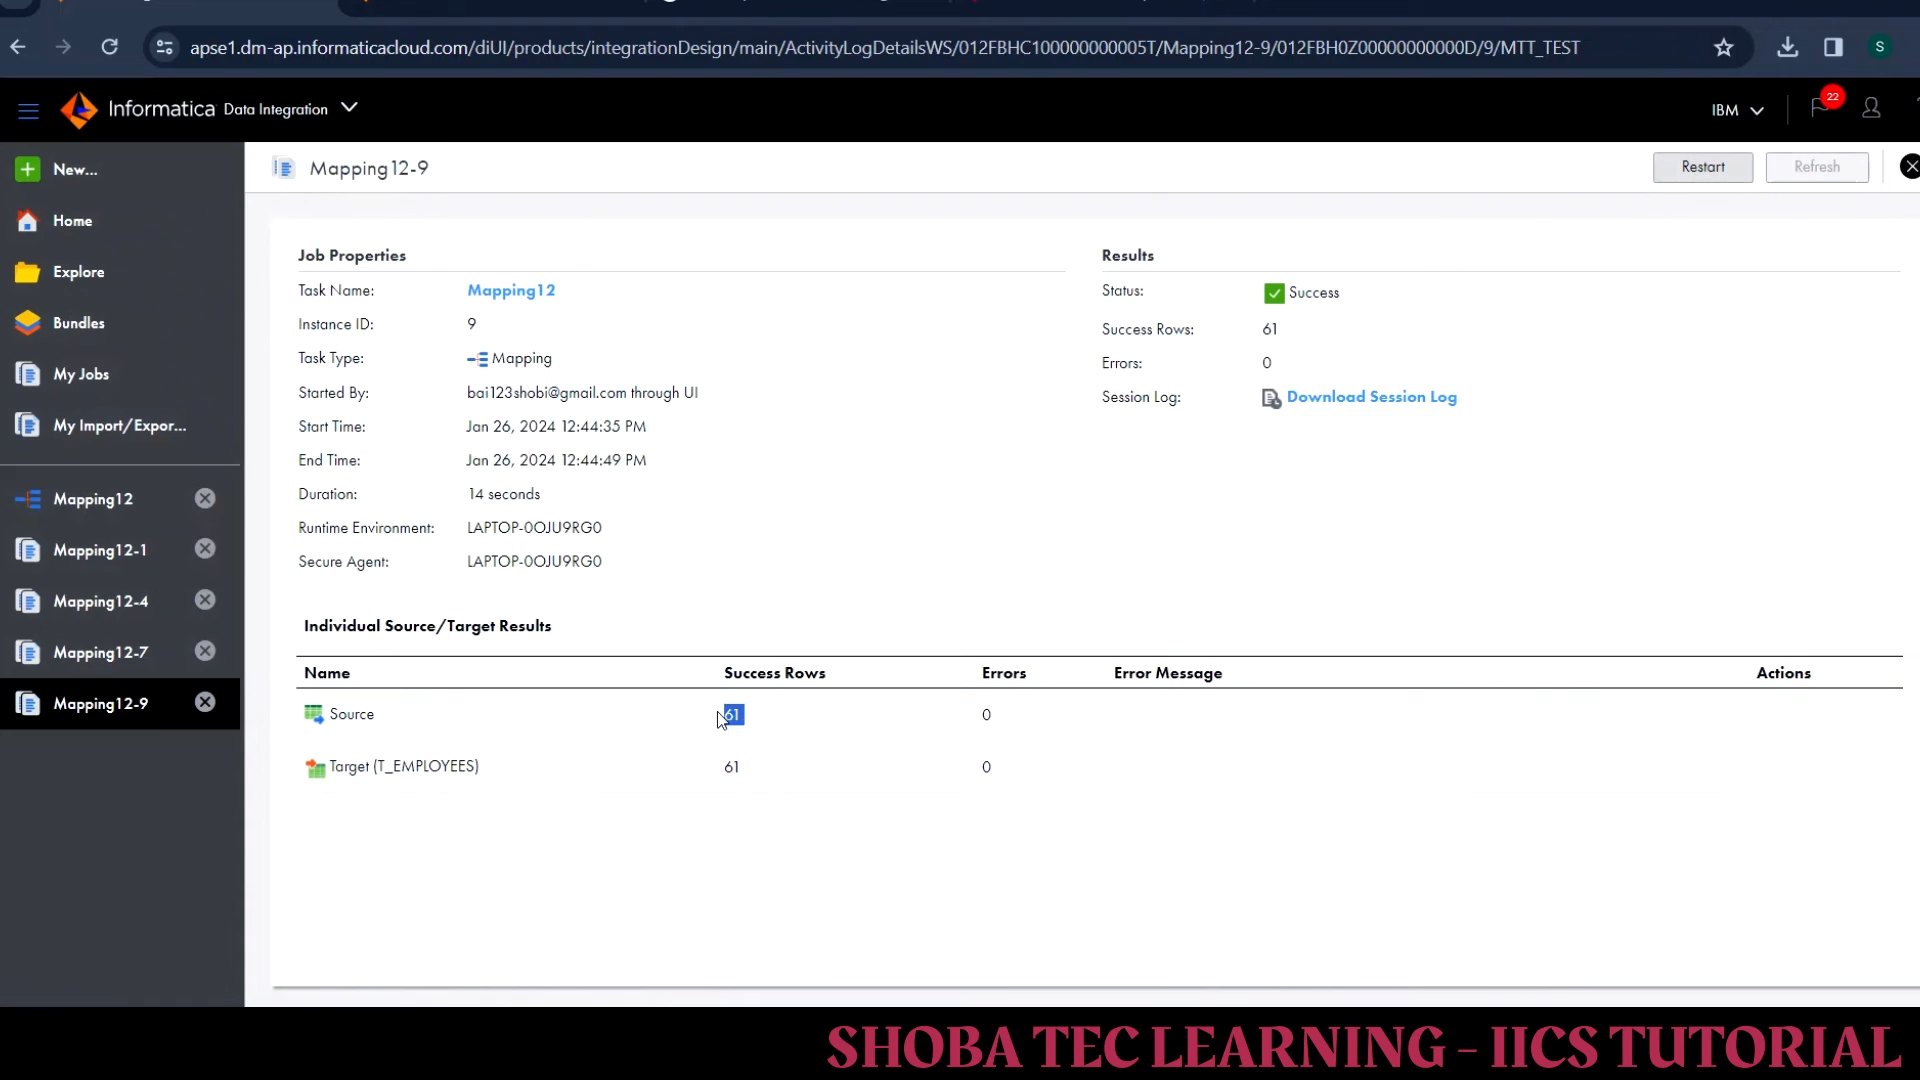 apse1.dm-ap.informaticacloud.com/diUI/products/integrationDesign/main/ActivityLogDetailsWS/012FBHC100000000005T/Mapping12-9/012FBH0Z00000000000D/9/MTT_TEST
S
Informatica Data Integration
IBM
22
New...
Home
Explore
Bundles
My Jobs
My Import/Expor...
Mapping12
Mapping12-1
Mapping12-4
Mapping12-7
Mapping12-9
Mapping12-9
Restart
Refresh
Job Properties
Task Name: Mapping12
Instance ID: 9
Task Type: Mapping
Started By: bai123shobi@gmail.com through UI
Start Time: Jan 26, 2024 12:44:35 PM
End Time: Jan 26, 2024 12:44:49 PM
Duration: 14 seconds
Runtime Environment: LAPTOP-0OJU9RG0
Secure Agent: LAPTOP-0OJU9RG0
Results
Status: Success
Success Rows: 61
Errors: 0
Session Log: Download Session Log
Individual Source/Target Results
Name Success Rows Errors Error Message Actions
Source 61 0
Target (T_EMPLOYEES) 61 0
SHOBA TEC LEARNING - IICS TUTORIAL